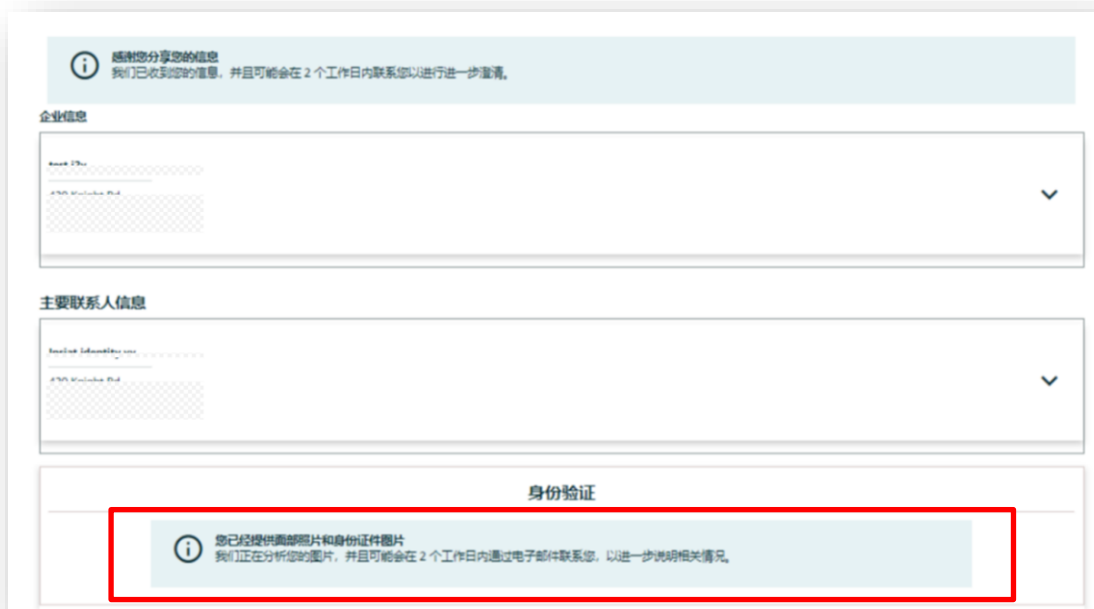 感谢您分享您的信息
我们已收到您的信息，并且可能会在 2 个工作日内联系您以进行进一步澄清。
企业信息
主要联系人信息
身份验证
您已经提供面部照片和身份证件图片
我们正在分析您的图片，并且可能会在 2 个工作日内通过电子邮件联系您，以进一步说明相关情况。